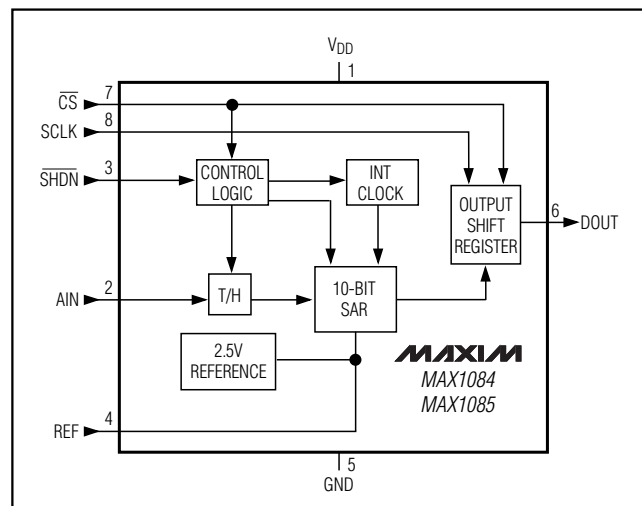 VDD
1
CS
7
SCLK
8
SHDN
3
CONTROL
LOGIC
INT
CLOCK
OUTPUT
SHIFT
REGISTER
6
DOUT
AIN
2
T/H
10-BIT
SAR
2.5V
REFERENCE
MAXIM
MAX1084
MAX1085
REF
4
5
GND